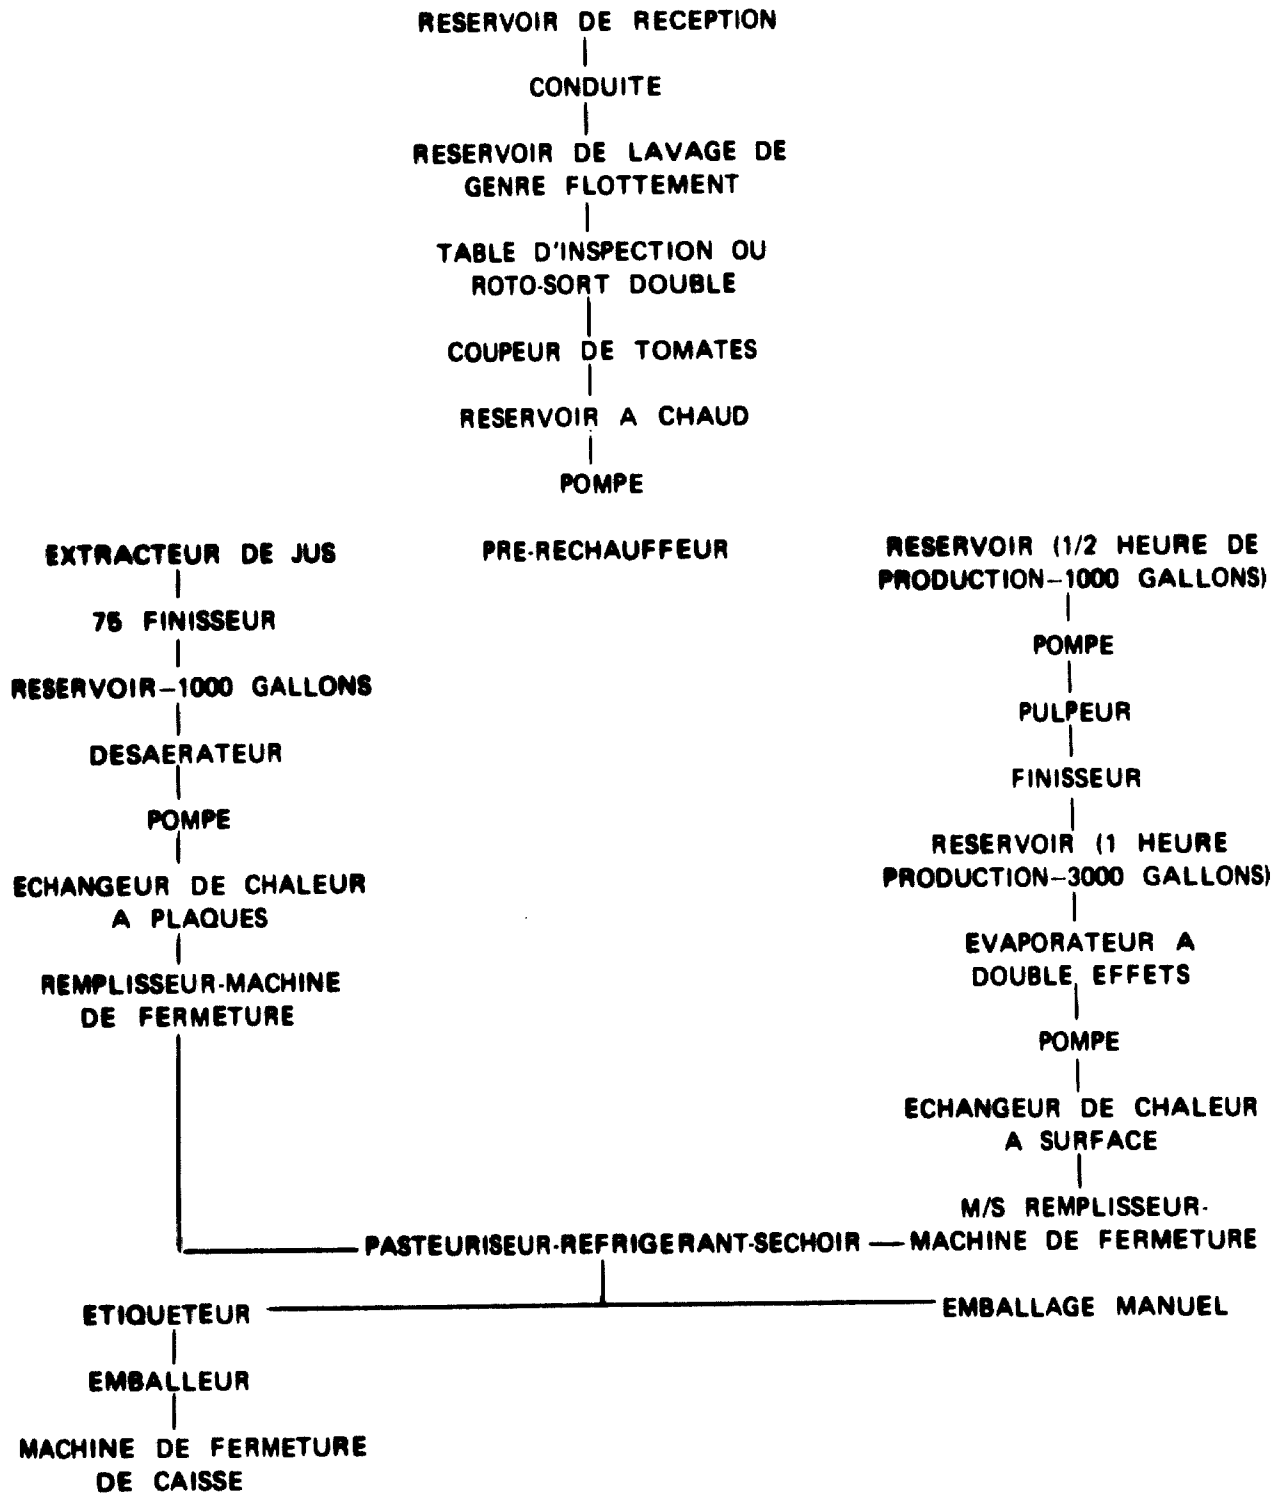 RESERVOIR DE RECEPTION
CONDUITE
RESERVOIR DE LAVAGE DE
GENRE FLOTTEMENT
TABLE D'INSPECTION OU
ROTO-SORT DOUBLE
COUPEUR DE TOMATES
RESERVOIR A CHAUD
POMPE
PRE-RECHAUFFEUR
EXTRACTEUR DE JUS
75 FINISSEUR
RESERVOIR-1000 GALLONS
DESAERATEUR
POMPE
ECHANGEUR DE CHALEUR
A PLAQUES
REMPLISSEUR-MACHINE
DE FERMETURE
RESERVOIR (1/2 HEURE DE
PRODUCTION-1000 GALLONS)
POMPE
PULPEUR
FINISSEUR
RESERVOIR (1 HEURE
PRODUCTION-3000 GALLONS)
EVAPORATEUR A
DOUBLE EFFETS
POMPE
ECHANGEUR DE CHALEUR
A SURFACE
M/S REMPLISSEUR-
MACHINE DE FERMETURE
PASTEURISEUR-REFRIGERANT-SECHOIR
ETIQUETEUR
EMBALLEUR
MACHINE DE FERMETURE
DE CAISSE
EMBALLAGE MANUEL